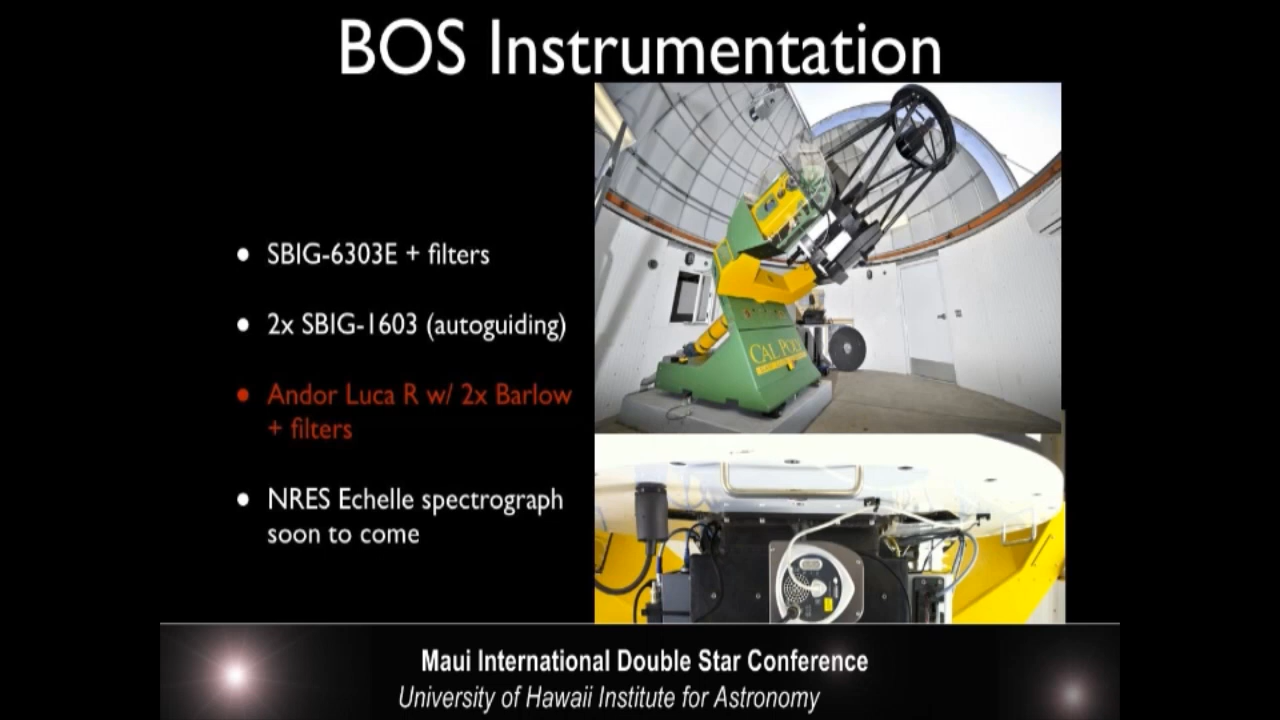 BOS Instrumentation
• SBIG-6303E + filters
• 2x SBIG-1603 (autoguiding)
• Andor Luca R w/ 2x Barlow
+ filters
• NRES Echelle spectrograph
soon to come
CAL POLY
Maui International Double Star Conference
University of Hawaii Institute for Astronomy